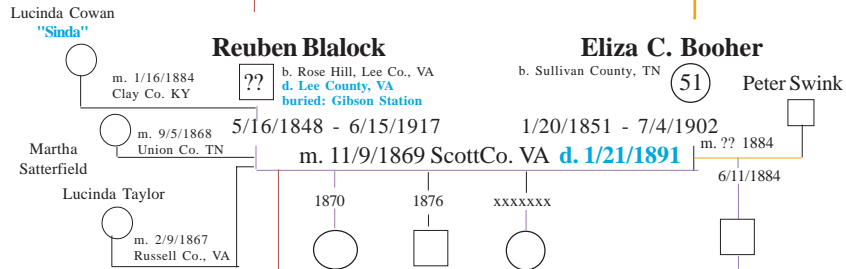 Lucinda Cowan
"Sinda"
Reuben Blalock
Eliza C. Booher
m. 1/16/1884
Clay Co. KY
??
b. Rose Hill, Lee Co., VA
d. Lee County, VA
buried: Gibson Station
b. Sullivan County, TN
51
Peter Swink
5/16/1848 - 6/15/1917
1/20/1851 - 7/4/1902
m. 9/5/1868
Union Co. TN
Martha
Satterfield
m. 11/9/1869 ScottCo. VA d. 1/21/1891
m. ?? 1884
6/11/1884
Lucinda Taylor
1870
1876
xxxxxxx
m. 2/9/1867
Russell Co., VA